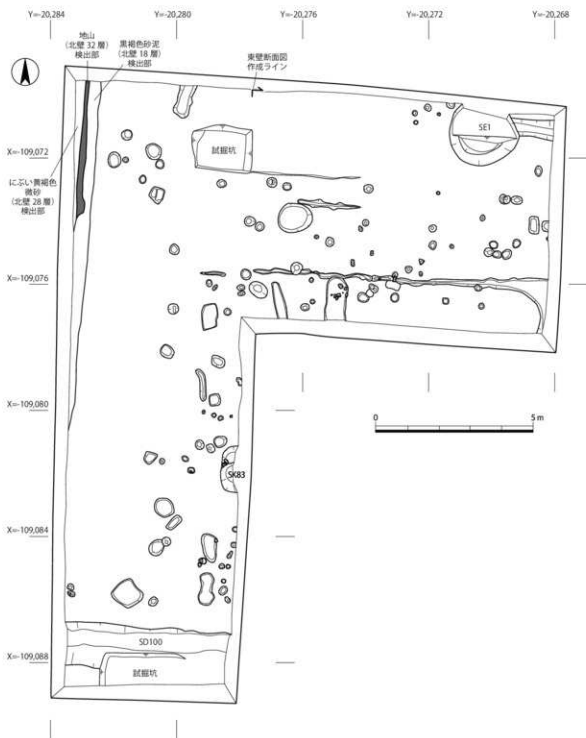 Y=-20,284
Y=-20,280
Y=-20,276
Y=-20,272
Y=-20,268
地山
(北壁 32 層)
検出部
黒褐色砂泥
(北壁 18 層)
検出部
東壁断面図
作成ライン
SE1
試掘坑
X=-109,072
にぶい黄褐色
微砂
(北壁 28 層)
検出部
X=-109,076
X=-109,080
0
5 m
SK83
X=-109,084
SD100
X=-109,088
試掘坑